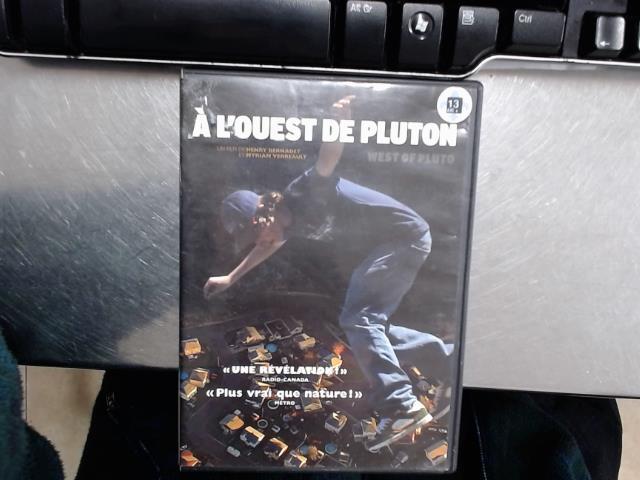 Alt
Ctrl
13
À L'OUEST DE PLUTON
UN FILM DE HENRY BERNADET
ET MYRIAM VERREAULT
WEST OF PLUTO
« UNE RÉVÉLATION! »
RADIO-CANADA
« Plus vrai que nature! »
MÉTRO